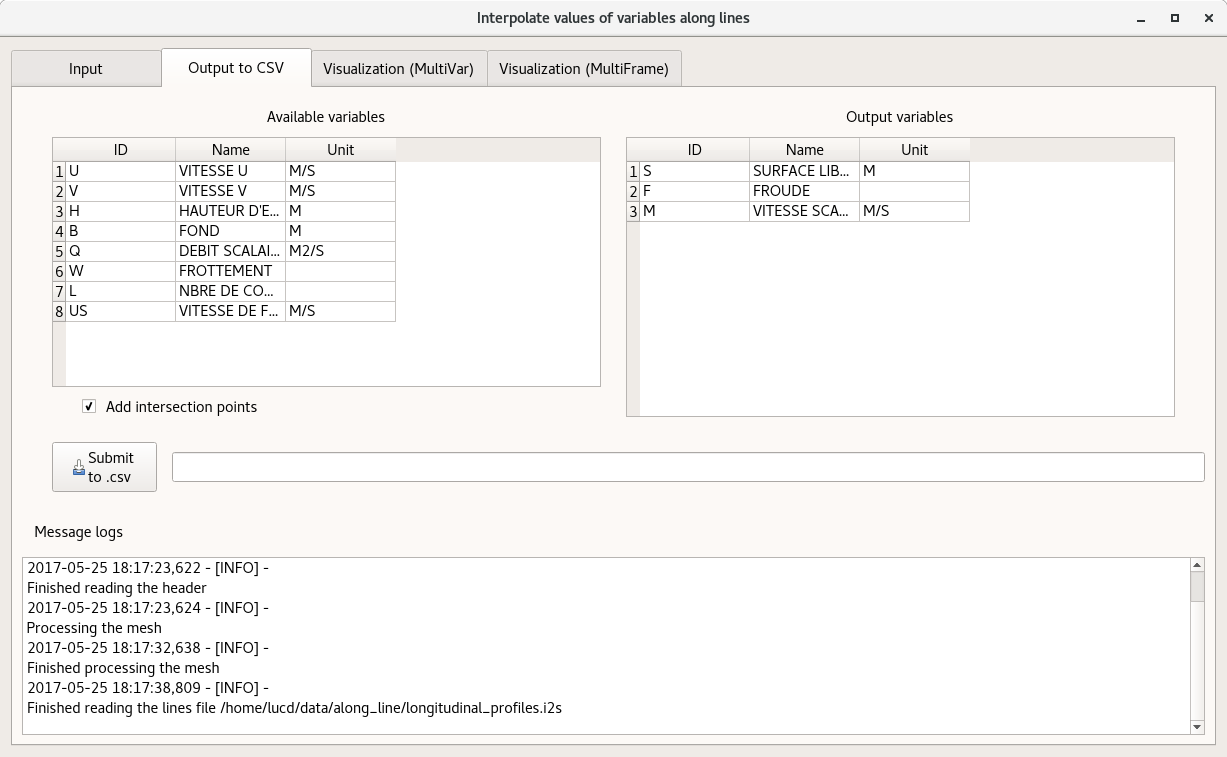 Interpolate values of variables along lines
Input
Output to CSV
Visualization (MultiVar)
Visualization (MultiFrame)
Available variables
ID Name Unit
1 U VITESSE U M/S
2 V VITESSE V M/S
3 H HAUTEUR D'E... M
4 B FOND M
5 Q DEBIT SCALAI... M2/S
6 W FROTTEMENT
7 L NBRE DE CO...
8 US VITESSE DE F... M/S
Output variables
ID Name Unit
1 S SURFACE LIB... M
2 F FROUDE
3 M VITESSE SCA... M/S
Add intersection points
Submit
to .csv
Message logs
2017-05-25 18:17:23,622 - [INFO] -
Finished reading the header
2017-05-25 18:17:23,624 - [INFO] -
Processing the mesh
2017-05-25 18:17:32,638 - [INFO] -
Finished processing the mesh
2017-05-25 18:17:38,809 - [INFO] -
Finished reading the lines file /home/lucd/data/along_line/longitudinal_profiles.i2s